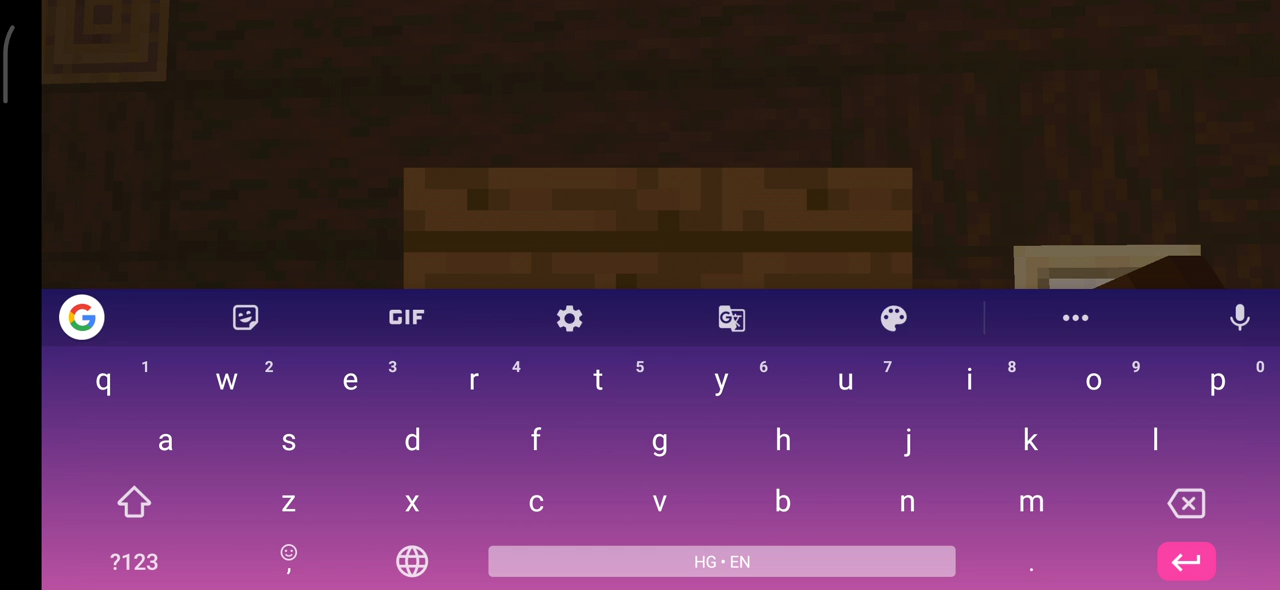 GIF
q 1 w 2 e 3 r 4 t 5 y 6 u 7 i 8 o 9 p 0
a s d f g h j k l
z x c v b n m
?123 , HG • EN .